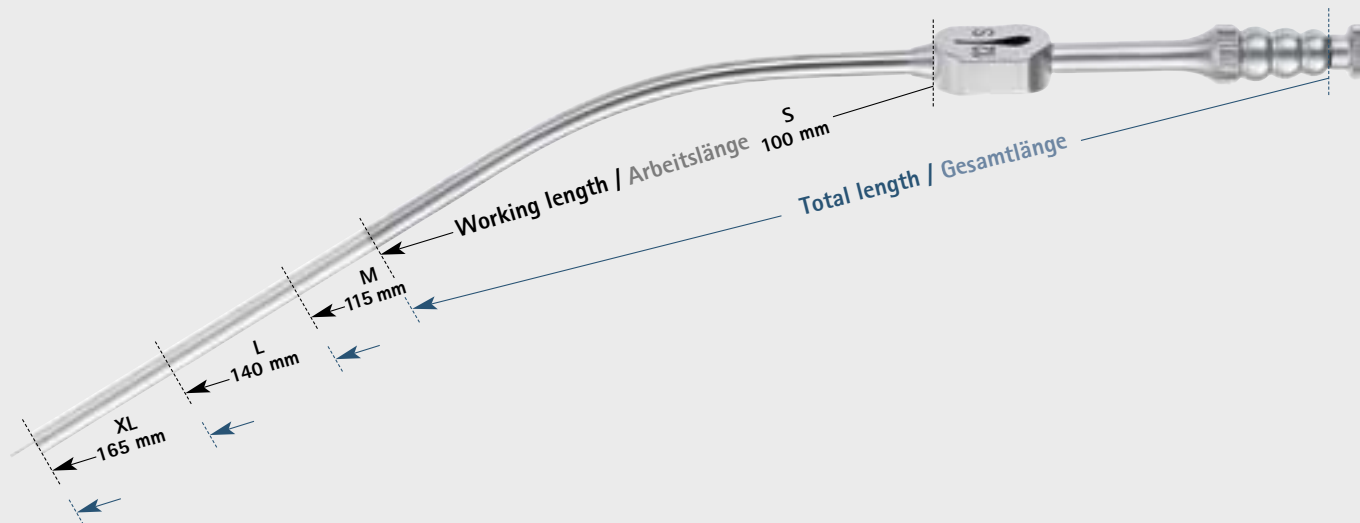 S
Working length / Arbeitslänge 100 mm
Total length / Gesamtlänge
M
115 mm
L
140 mm
XL
165 mm